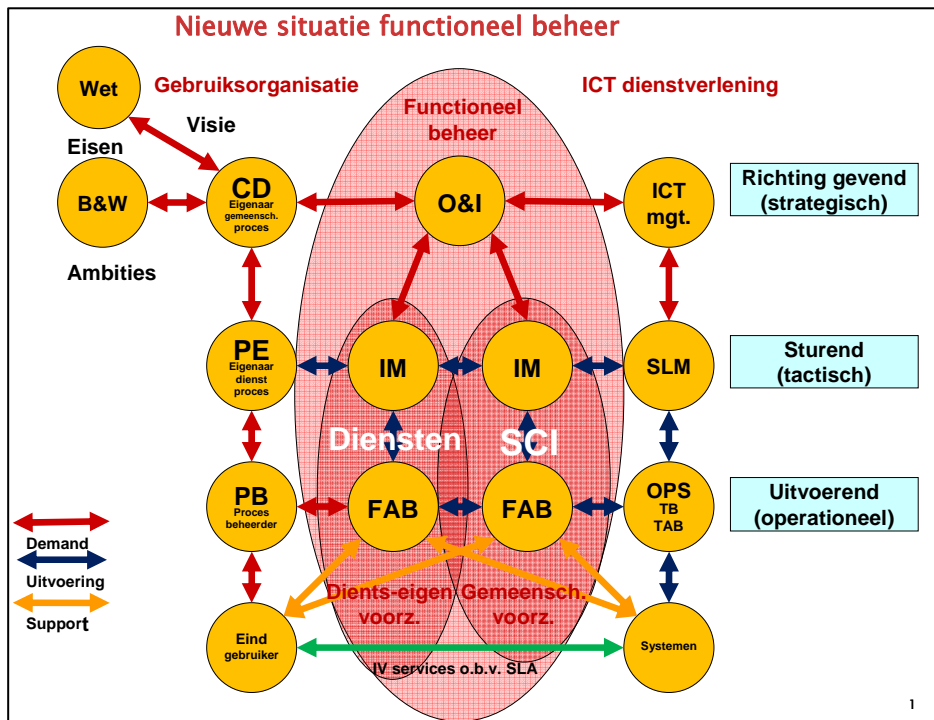 Nieuwe situatie functioneel beheer
Wet
Gebruiksorganisatie
ICT dienstverlening
Functioneel
beheer
Visie
Eisen
B&W
CD
Eigenaar
gemeensch.
proces
O&I
ICT
mgt.
Richting gevend
(strategisch)
Ambities
PE
Eigenaar
dienst
proces
IM
IM
SLM
Sturend
(tactisch)
Diensten
SCI
PB
Proces
beheerder
FAB
FAB
OPS
TB
TAB
Uitvoerend
(operationeel)
Demand
Uitvoering
Support
Dients-eigen
voorz.
Gemeensch.
voorz.
Eind
gebruiker
Systemen
IV services o.b.v. SLA
1